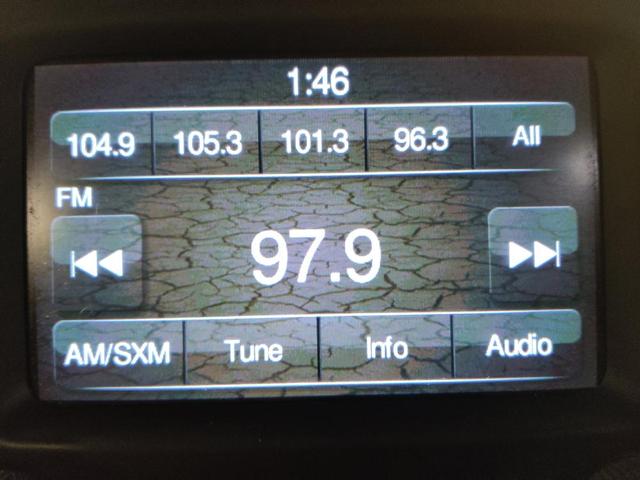 1:46
104.9 105.3 101.3 96.3 All
FM
97.9
AM/SXM Tune Info Audio